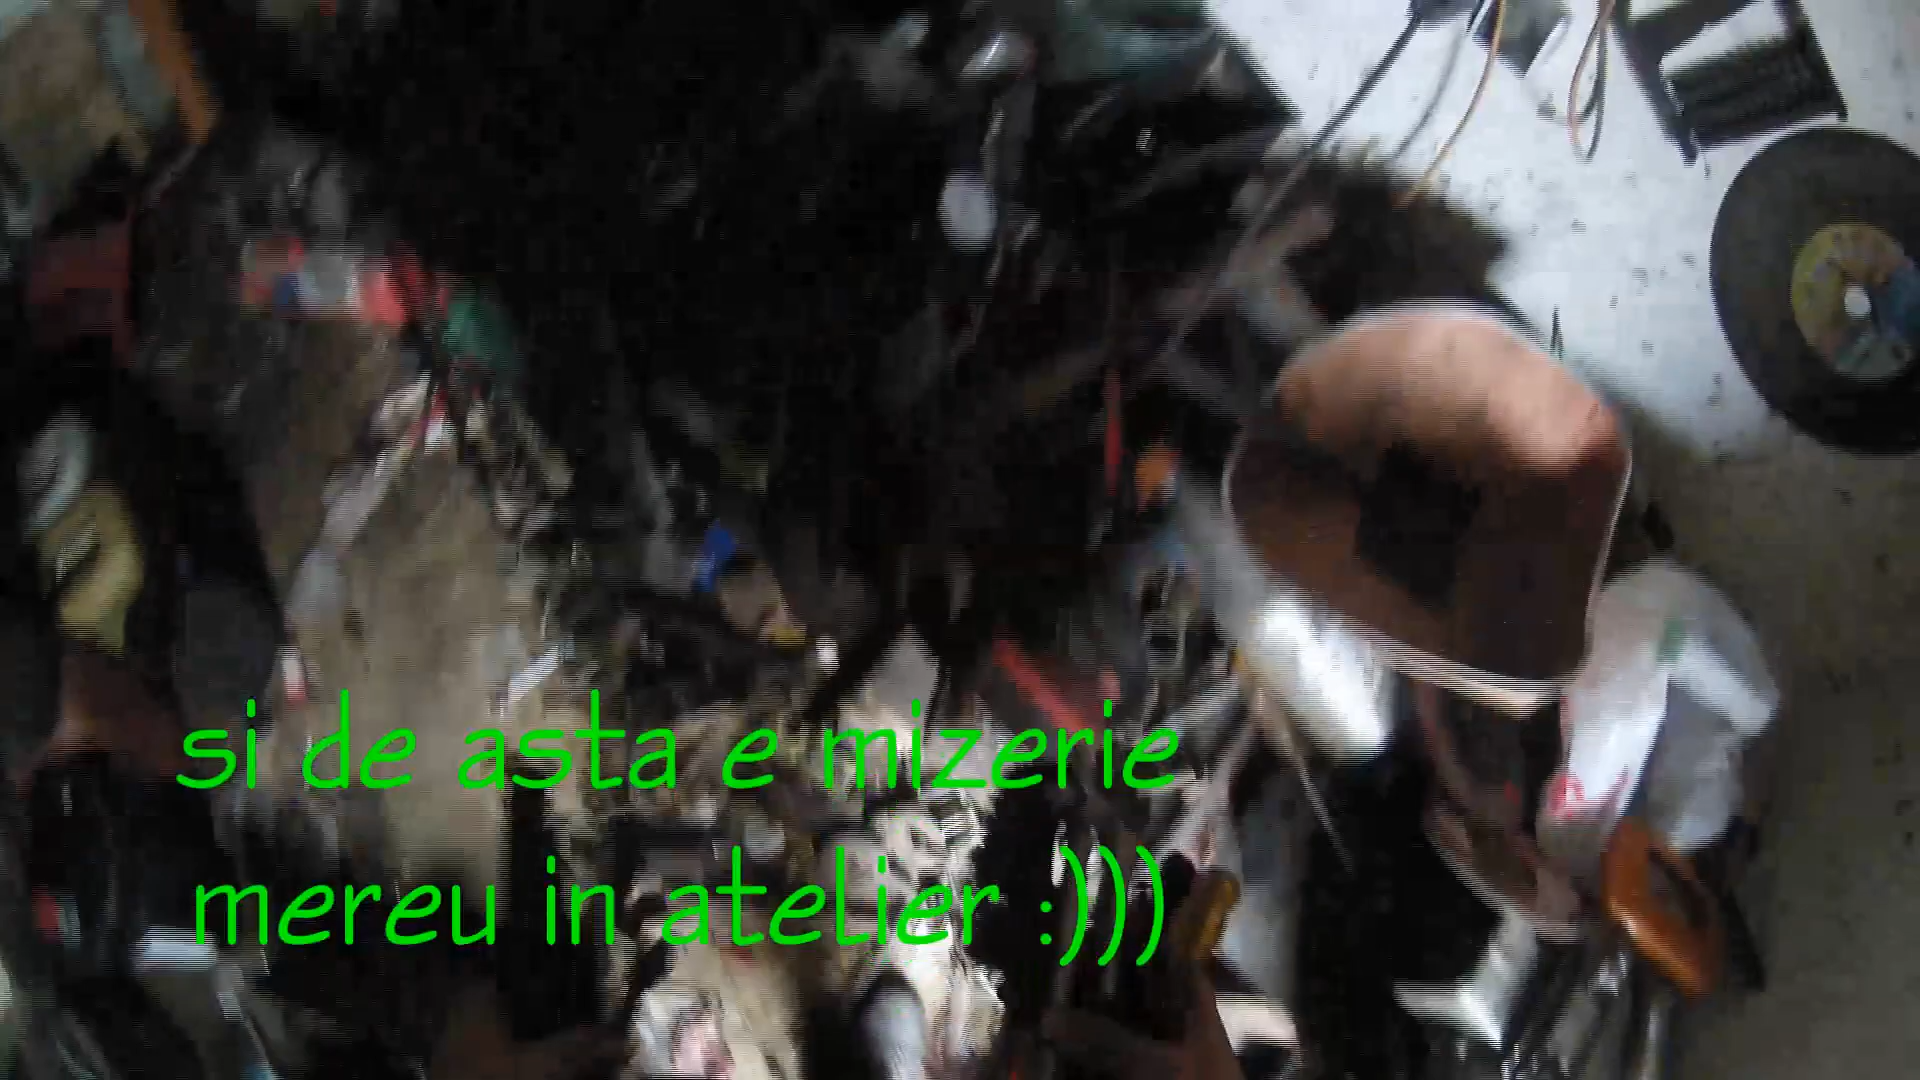 si de asta e mizerie
mereu in atelier :)))